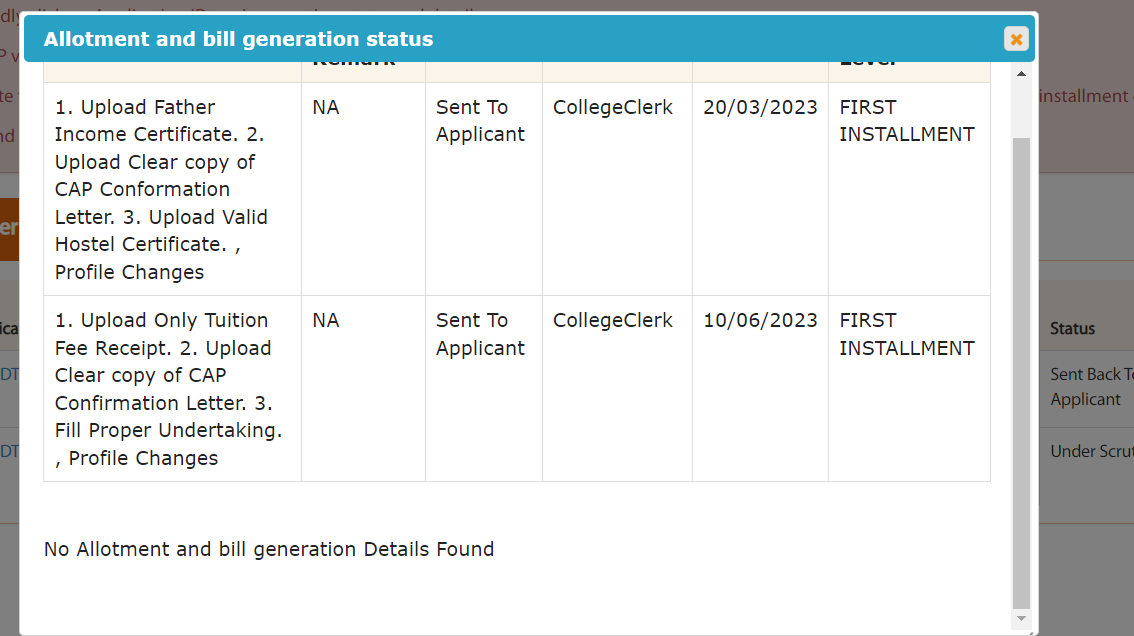 Allotment and bill generation status
Remark
Level
1. Upload Father
Income Certificate. 2.
Upload Clear copy of
CAP Conformation
Letter. 3. Upload Valid
Hostel Certificate. ,
Profile Changes
NA
Sent To
Applicant
CollegeClerk
20/03/2023
FIRST
INSTALLMENT
1. Upload Only Tuition
Fee Receipt. 2. Upload
Clear copy of CAP
Confirmation Letter. 3.
Fill Proper Undertaking.
, Profile Changes
NA
Sent To
Applicant
CollegeClerk
10/06/2023
FIRST
INSTALLMENT
No Allotment and bill generation Details Found
installment
Status
Sent Back
Applicant
Under